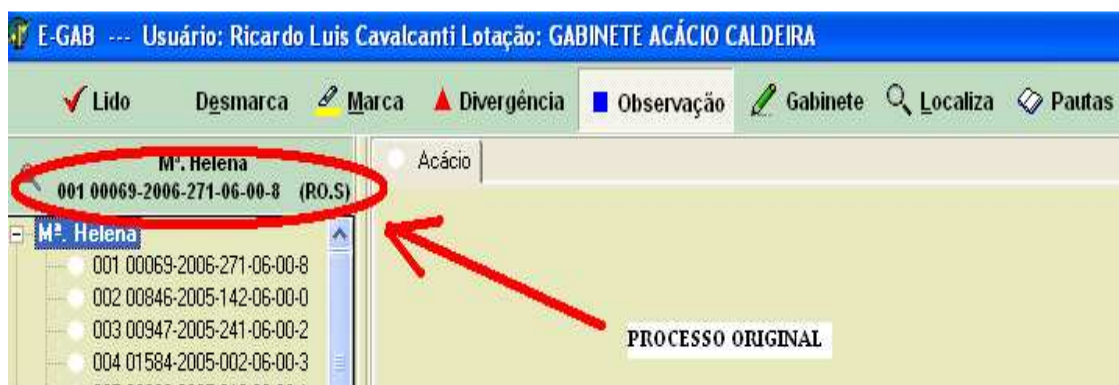 E-GAB --- Usuário: Ricardo Luis Cavalcanti Lotação: GABINETE ACÁCIO CALDEIRA
Lido Desmarca Marca Divergência Observação Gabinete Localiza Pautas
Mª. Helena
001 00069-2006-271-06-00-8 (RO.S)
Acácio
Mª. Helena
001 00069-2006-271-06-00-8
002 00846-2005-142-06-00-0
003 00947-2005-241-06-00-2
004 01584-2005-002-06-00-3
PROCESSO ORIGINAL